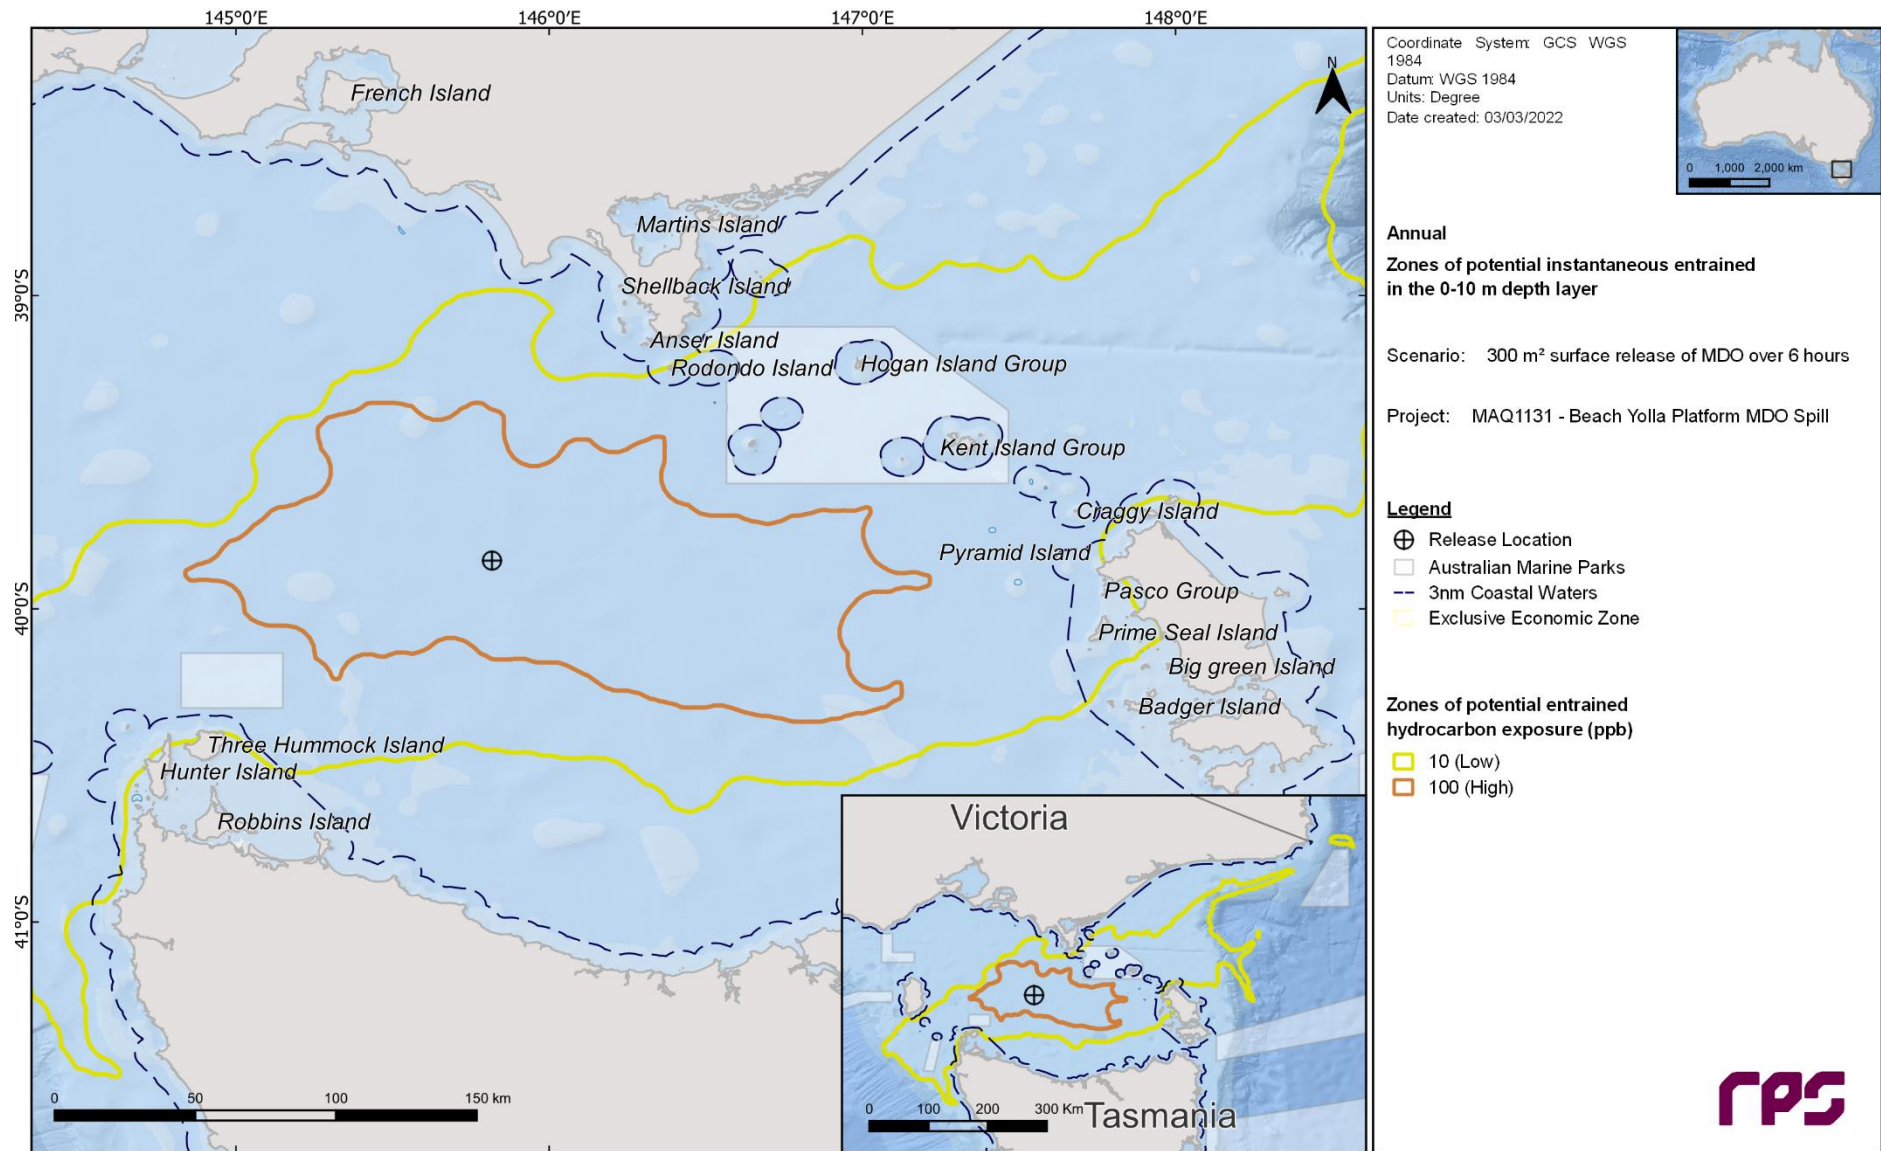 145°0'E
146°0'E
147°0'E
148°0'E
39°0'S
40°0'S
41°0'S
French Island
Martins Island
Shellback Island
Anser Island
Rodondo Island
Hogan Island Group
Kent Island Group
Craggy Island
Pyramid Island
Pasco Group
Prime Seal Island
Big green Island
Badger Island
Three Hummock Island
Hunter Island
Robbins Island
N
0 50 100 150 km
Victoria
Tasmania
0 100 200 300 Km
Coordinate System: GCS WGS
1984
Datum: WGS 1984
Units: Degree
Date created: 03/03/2022
0 1,000 2,000 km
Annual
Zones of potential instantaneous entrained
in the 0-10 m depth layer
Scenario: 300 m² surface release of MDO over 6 hours
Project: MAQ1131 - Beach Yolla Platform MDO Spill
Legend
Release Location
Australian Marine Parks
3nm Coastal Waters
Exclusive Economic Zone
Zones of potential entrained
hydrocarbon exposure (ppb)
10 (Low)
100 (High)
rps